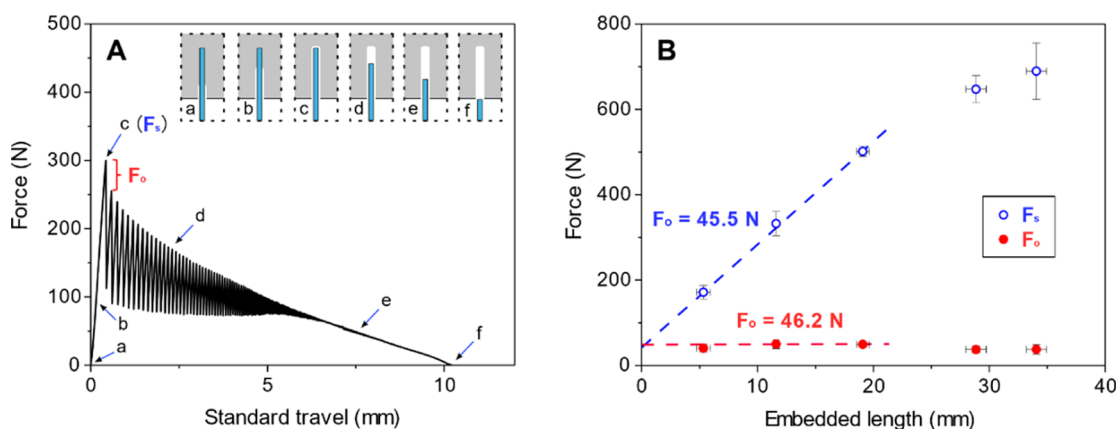 A
500
400
300
200
100
0
Force (N)
a b c d e f
c (Fₛ)
Fₒ
d
b
a
e
f
0 5 10
Standard travel (mm)
B
800
600
400
200
0
Force (N)
Fₒ = 45.5 N
Fₒ = 46.2 N
Fₛ
Fₒ
0 10 20 30 40
Embedded length (mm)